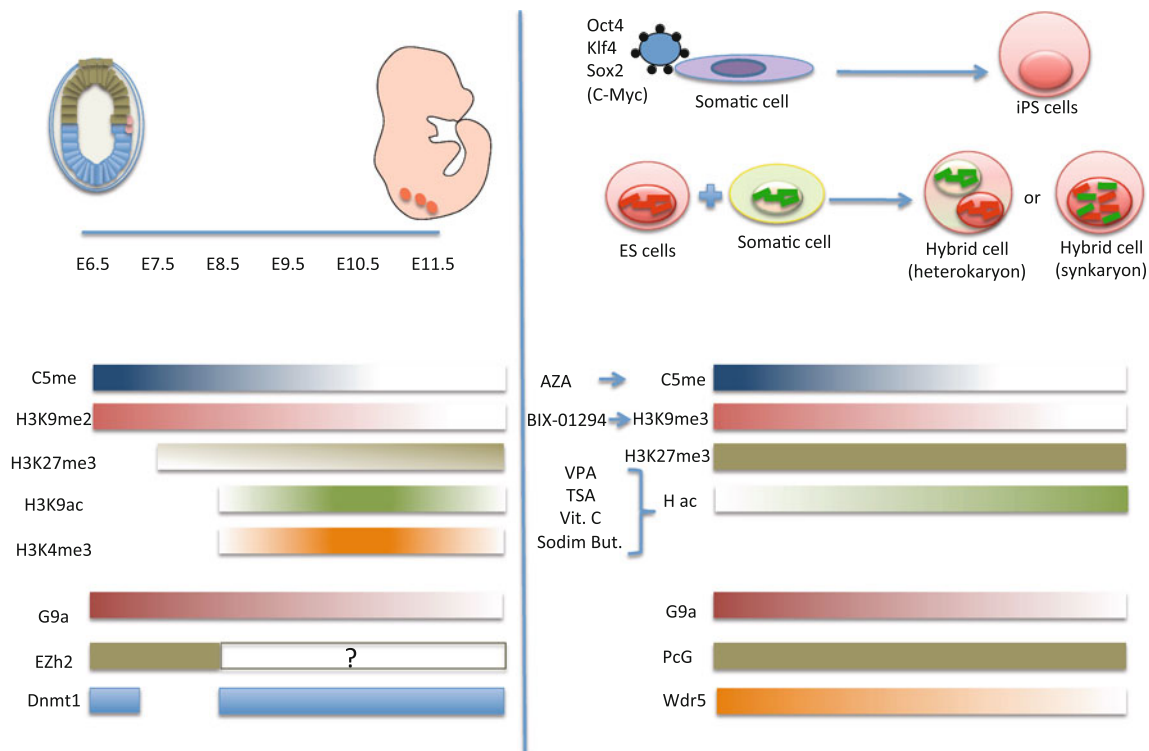 E6.5 E7.5 E8.5 E9.5 E10.5 E11.5
C5me
H3K9me2
H3K27me3
H3K9ac
H3K4me3
G9a
EZh2
?
Dnmt1
Oct4
Klf4
Sox2
(C-Myc)
Somatic cell
iPS cells
ES cells
Somatic cell
Hybrid cell
(heterokaryon)
or
Hybrid cell
(synkaryon)
AZA
C5me
BIX-01294
H3K9me3
H3K27me3
VPA
TSA
Vit. C
Sodim But.
H ac
G9a
PcG
Wdr5